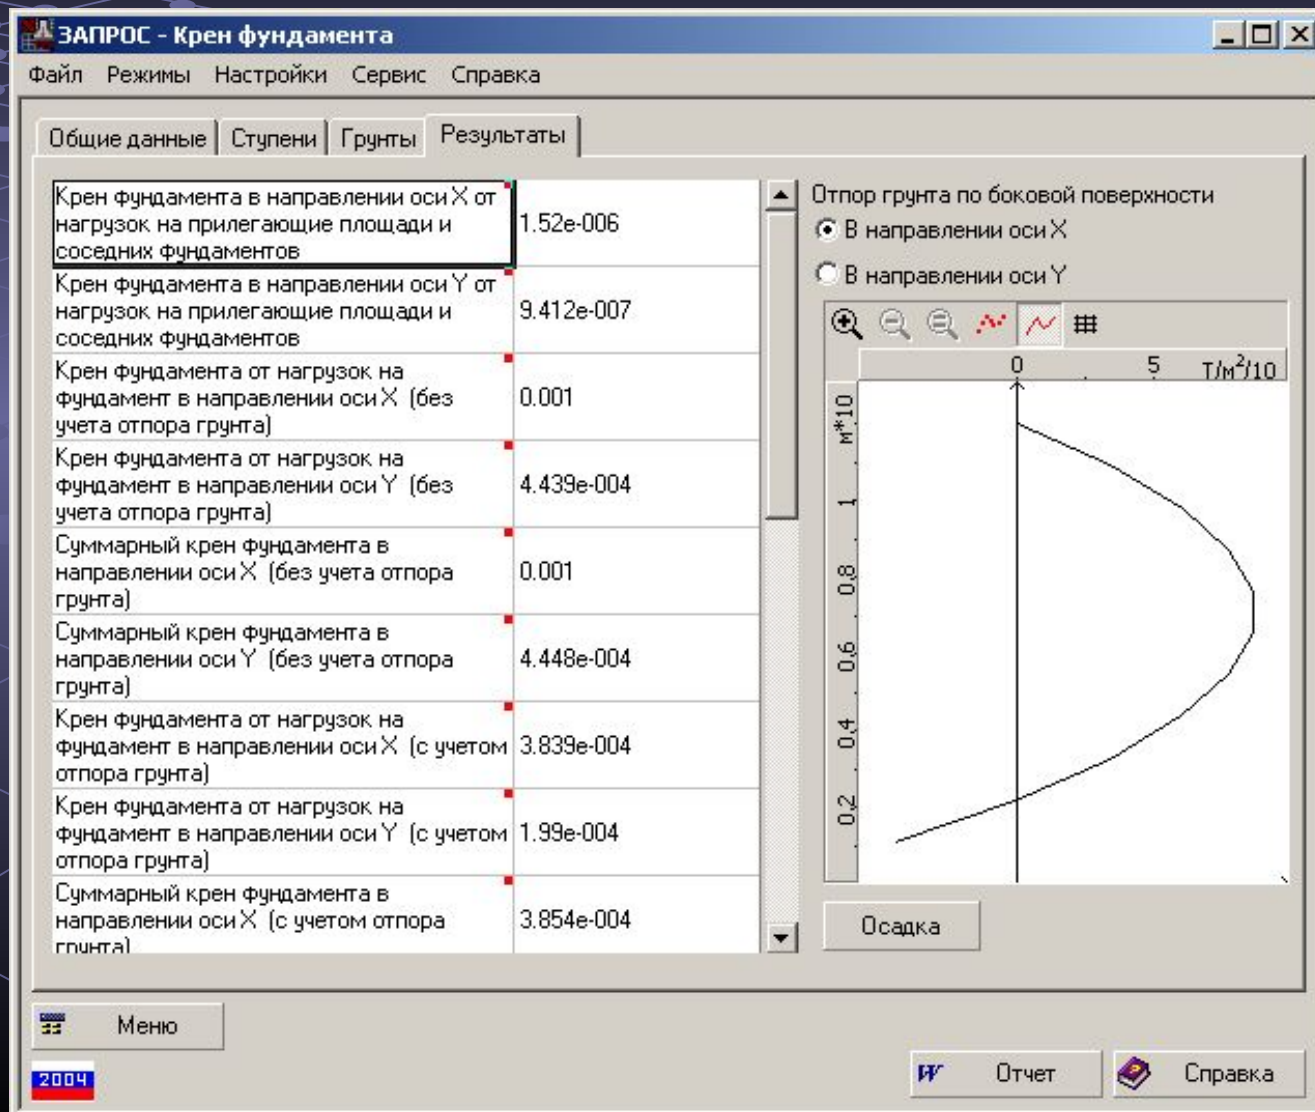 ЗАПРОС - Крен фундамента
Файл Режимы Настройки Сервис Справка
Общие данные Ступени Грунты Результаты
Крен фундамента в направлении оси X от
нагрузок на прилегающие площади и
соседних фундаментов
1.52e-006
Крен фундамента в направлении оси Y от
нагрузок на прилегающие площади и
соседних фундаментов
9.412e-007
Крен фундамента от нагрузок на
фундамент в направлении оси X (без
учета отпора грунта)
0.001
Крен фундамента от нагрузок на
фундамент в направлении оси Y (без
учета отпора грунта)
4.439e-004
Суммарный крен фундамента в
направлении оси X (без учета отпора
грунта)
0.001
Суммарный крен фундамента в
направлении оси Y (без учета отпора
грунта)
4.448e-004
Крен фундамента от нагрузок на
фундамент в направлении оси X (с учетом
отпора грунта)
3.839e-004
Крен фундамента от нагрузок на
фундамент в направлении оси Y (с учетом
отпора грунта)
1.99e-004
Суммарный крен фундамента в
направлении оси X (с учетом отпора
грунта)
3.854e-004
Отпор грунта по боковой поверхности
В направлении оси X
В направлении оси Y
0 5 Т/м²/10
м*10
1
0,8
0,6
0,4
0,2
Осадка
Меню
2004
W Отчет Справка